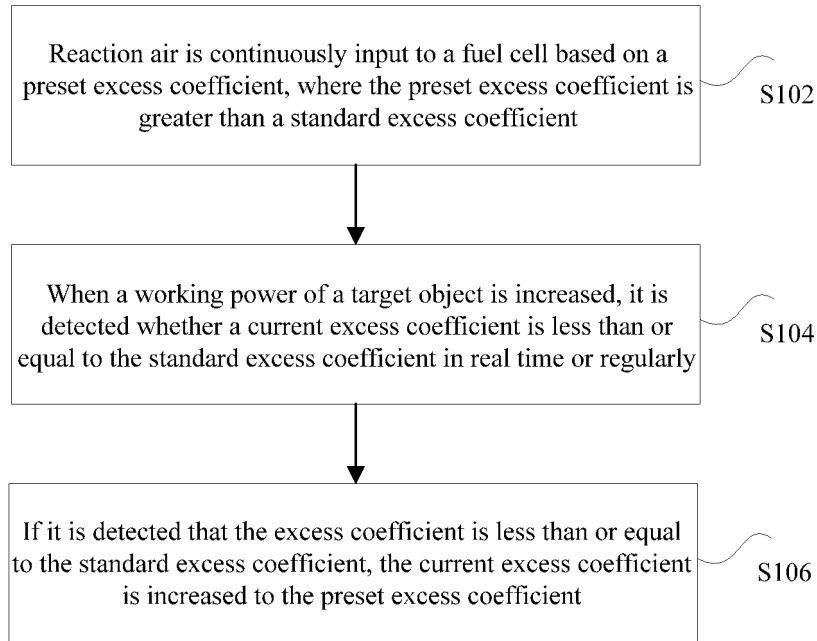 Reaction air is continuously input to a fuel cell based on a
preset excess coefficient, where the preset excess coefficient is
greater than a standard excess coefficient
S102
When a working power of a target object is increased, it is
detected whether a current excess coefficient is less than or
equal to the standard excess coefficient in real time or regularly
S104
If it is detected that the excess coefficient is less than or equal
to the standard excess coefficient, the current excess coefficient
is increased to the preset excess coefficient
S106